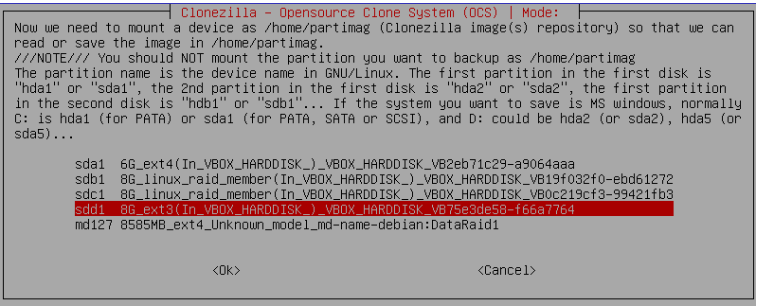 Clonezilla - Opensource Clone System (OCS) | Mode:
Now we need to mount a device as /home/partimag (Clonezilla image(s) repository) so that we can
read or save the image in /home/partimag.
///NOTE/// You should NOT mount the partition you want to backup as /home/partimag
The partition name is the device name in GNU/Linux. The first partition in the first disk is
"hda1" or "sda1", the 2nd partition in the first disk is "hda2" or "sda2", the first partition
in the second disk is "hdb1" or "sdb1"... If the system you want to save is MS windows, normally
C: is hda1 (for PATA) or sda1 (for PATA, SATA or SCSI), and D: could be hda2 (or sda2), hda5 (or
sda5)...
sda1 6G_ext4(In_VBOX_HARDDISK_)_VBOX_HARDDISK_VB2eb71c29-a9064aaa
sdb1 8G_linux_raid_member(In_VBOX_HARDDISK_)_VBOX_HARDDISK_VB19f032f0-ebd61272
sdc1 8G_linux_raid_member(In_VBOX_HARDDISK_)_VBOX_HARDDISK_VB0c219cf3-99421fb3
sdd1 8G_ext3(In_VBOX_HARDDISK_)_VBOX_HARDDISK_VB75e3de58-f66a7764
md127 8585MB_ext4_Unknown_model_md-name-debian:DataRaid1
<Ok> <Cancel>